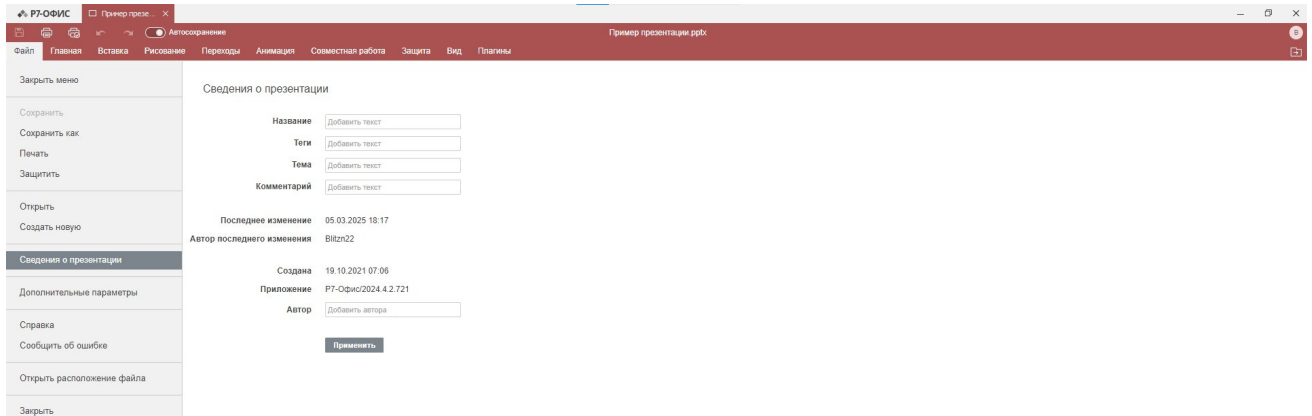 Р7-ОФИС Пример презе...
Автосохранение Пример презентации.pptx B
Файл Главная Вставка Рисование Переходы Анимация Совместная работа Защита Вид Плагины
Закрыть меню
Сохранить
Сохранить как
Печать
Защитить
Открыть
Создать новую
Сведения о презентации
Дополнительные параметры
Справка
Сообщить об ошибке
Открыть расположение файла
Закрыть
Сведения о презентации
Название Добавить текст
Теги Добавить текст
Тема Добавить текст
Комментарий Добавить текст
Последнее изменение 05.03.2025 18:17
Автор последнего изменения Blitzn22
Создана 19.10.2021 07:06
Приложение Р7-Офис/2024.4.2.721
Автор Добавить автора
Применить